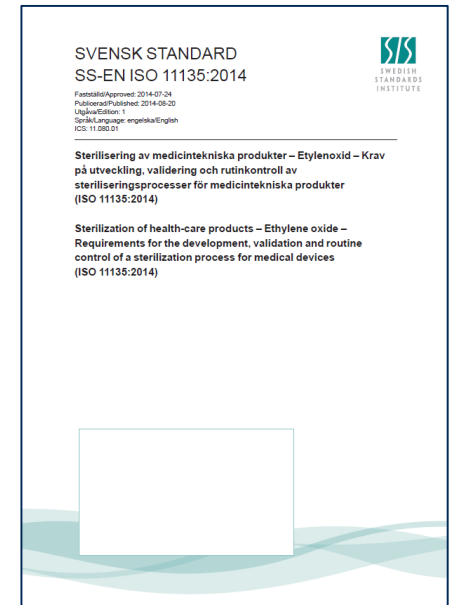 SVENSK STANDARD
SS-EN ISO 11135:2014
SIS
SWEDISH
STANDARDS
INSTITUTE
Fastställd/Approved: 2014-07-24
Publicerad/Published: 2014-08-20
Utgåva/Edition: 1
Språk/Language: engelska/English
ICS: 11.080.01
Sterilisering av medicintekniska produkter – Etylenoxid – Krav
på utveckling, validering och rutinkontroll av
steriliseringsprocesser för medicintekniska produkter
(ISO 11135:2014)
Sterilization of health-care products – Ethylene oxide –
Requirements for the development, validation and routine
control of a sterilization process for medical devices
(ISO 11135:2014)